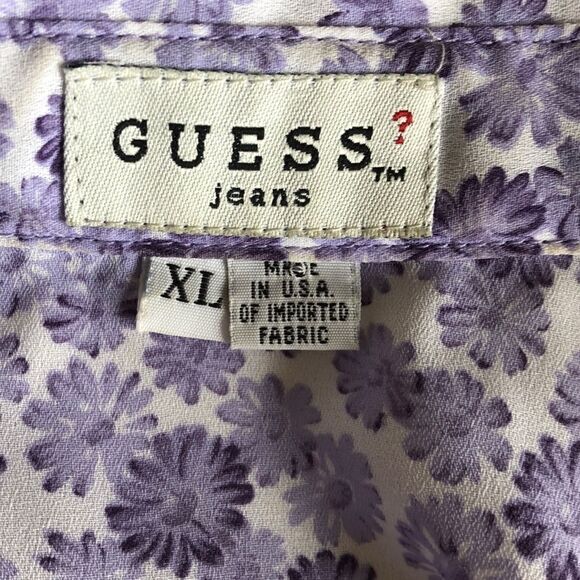 GUESS?™
jeans
XL
MADE
IN U.S.A.
OF IMPORTED
FABRIC